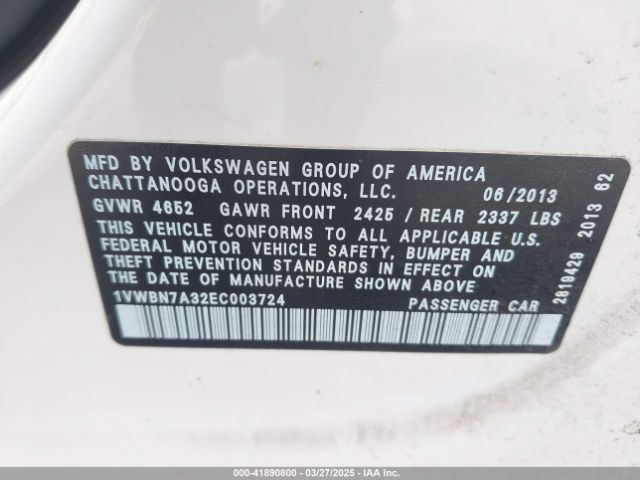 MFD BY VOLKSWAGEN GROUP OF AMERICA
CHATTANOOGA OPERATIONS, LLC. 06/2013
GVWR 4652 GAWR FRONT 2425 / REAR 2337 LBS
THIS VEHICLE CONFORMS TO ALL APPLICABLE U.S.
FEDERAL MOTOR VEHICLE SAFETY, BUMPER AND
THEFT PREVENTION STANDARDS IN EFFECT ON
THE DATE OF MANUFACTURE SHOWN ABOVE
1VWBN7A32EC003724 PASSENGER CAR
2819429 2013 62
000-41890800 - 03/27/2025 - IAA Inc.